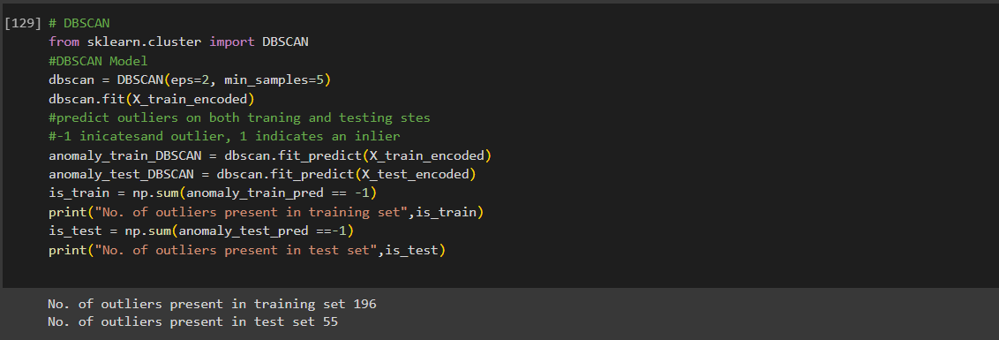 [129] # DBSCAN
from sklearn.cluster import DBSCAN
#DBSCAN Model
dbscan = DBSCAN(eps=2, min_samples=5)
dbscan.fit(X_train_encoded)
#predict outliers on both traning and testing stes
#-1 inicatesand outlier, 1 indicates an inlier
anomaly_train_DBSCAN = dbscan.fit_predict(X_train_encoded)
anomaly_test_DBSCAN = dbscan.fit_predict(X_test_encoded)
is_train = np.sum(anomaly_train_pred == -1)
print("No. of outliers present in training set",is_train)
is_test = np.sum(anomaly_test_pred ==-1)
print("No. of outliers present in test set",is_test)
No. of outliers present in training set 196
No. of outliers present in test set 55